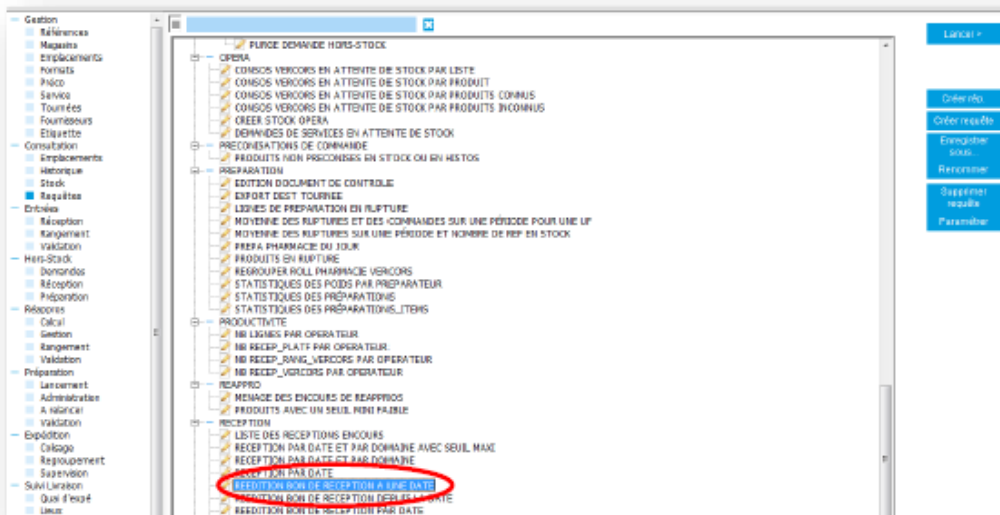 Gestion
Références
Magasins
Emplacements
Formats
Préco
Service
Tournées
Fournisseurs
Etiquette
Consultation
Emplacements
Historique
Stock
Requêtes
Entrées
Réception
Rangement
Validation
Hors-Stock
Demandes
Réception
Préparation
Réappros
Calcul
Gestion
Rangement
Validation
Préparation
Lancement
Administration
A relancer
Validation
Expédition
Colisage
Regroupement
Supervision
Suivi Livraison
Quai d'expé
Lieux
PURGE DEMANDE HORS-STOCK
OPERA
CONSOS VERCORS EN ATTENTE DE STOCK PAR LISTE
CONSOS VERCORS EN ATTENTE DE STOCK PAR PRODUIT
CONSOS VERCORS EN ATTENTE DE STOCK PAR PRODUITS CONNUS
CONSOS VERCORS EN ATTENTE DE STOCK PAR PRODUITS INCONNUS
CREER STOCK OPERA
DEMANDES DE SERVICES EN ATTENTE DE STOCK
PRECONISATIONS DE COMMANDE
PRODUITS NON PRECONISES EN STOCK OU EN HISTOS
PREPARATION
EDITION DOCUMENT DE CONTROLE
EXPORT DEST TOURNEE
LIGNES DE PREPARATION EN RUPTURE
MOYENNE DES RUPTURES ET DES COMMANDES SUR UNE PÉRIODE POUR UNE UF
MOYENNE DES RUPTURES SUR UNE PÉRIODE ET NOMBRE DE REF EN STOCK
PREPA PHARMACIE DU JOUR
PRODUITS EN RUPTURE
REGROUPER ROLL PHARMACIE VERCORS
STATISTIQUES DES POIDS PAR PREPARATEUR
STATISTIQUES DES PRÉPARATIONS
STATISTIQUES DES PRÉPARATIONS_ITEMS
PRODUCTIVITE
NB LIGNES PAR OPERATEUR
NB RECEP_PLATF PAR OPERATEUR
NB RECEP_RANG_VERCORS PAR OPERATEUR
NB RECEP_VERCORS PAR OPERATEUR
REAPPRO
MENAGE DES ENCOURS DE REAPPROS
PRODUITS AVEC UN SEUIL MINI FAIBLE
RECEPTION
LISTE DES RECEPTIONS ENCOURS
RECEPTION PAR DATE ET PAR DOMAINE AVEC SEUIL MAXI
RECEPTION PAR DATE ET PAR DOMAINE
RECEPTION PAR DATE
REEDITION BON DE RECEPTION A UNE DATE
REEDITION BON DE RECEPTION DEPUIS LA DATE
REEDITION BON DE RECEPTION PAR DATE
Lancer >
Créer rép.
Créer requête
Enregistrer
sous...
Renommer
Supprimer
requête
Paramétrer